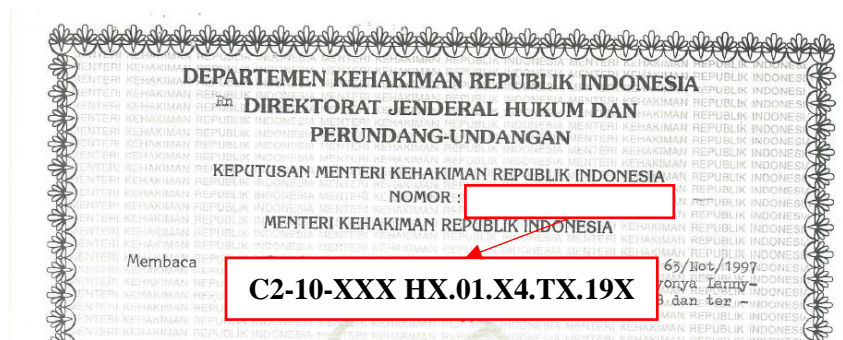 DEPARTEMEN KEHAKIMAN REPUBLIK INDONESIA
Rn DIREKTORAT JENDERAL HUKUM DAN
PERUNDANG-UNDANGAN
KEPUTUSAN MENTERI KEHAKIMAN REPUBLIK INDONESIA
NOMOR :
MENTERI KEHAKIMAN REPUBLIK INDONESIA
Membaca 63/Not/1997
C2-10-XXX HX.01.X4.TX.19X
dan ter -